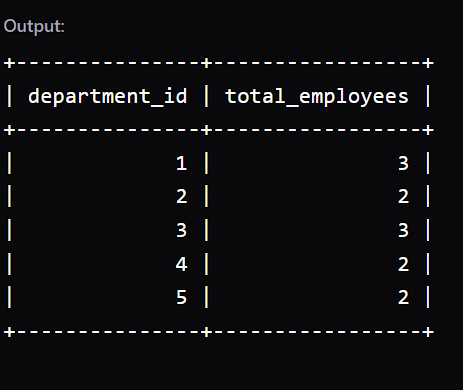 Output:
+---------------+-----------------+
| department_id | total_employees |
+---------------+-----------------+
|             1 |               3 |
|             2 |               2 |
|             3 |               3 |
|             4 |               2 |
|             5 |               2 |
+---------------+-----------------+